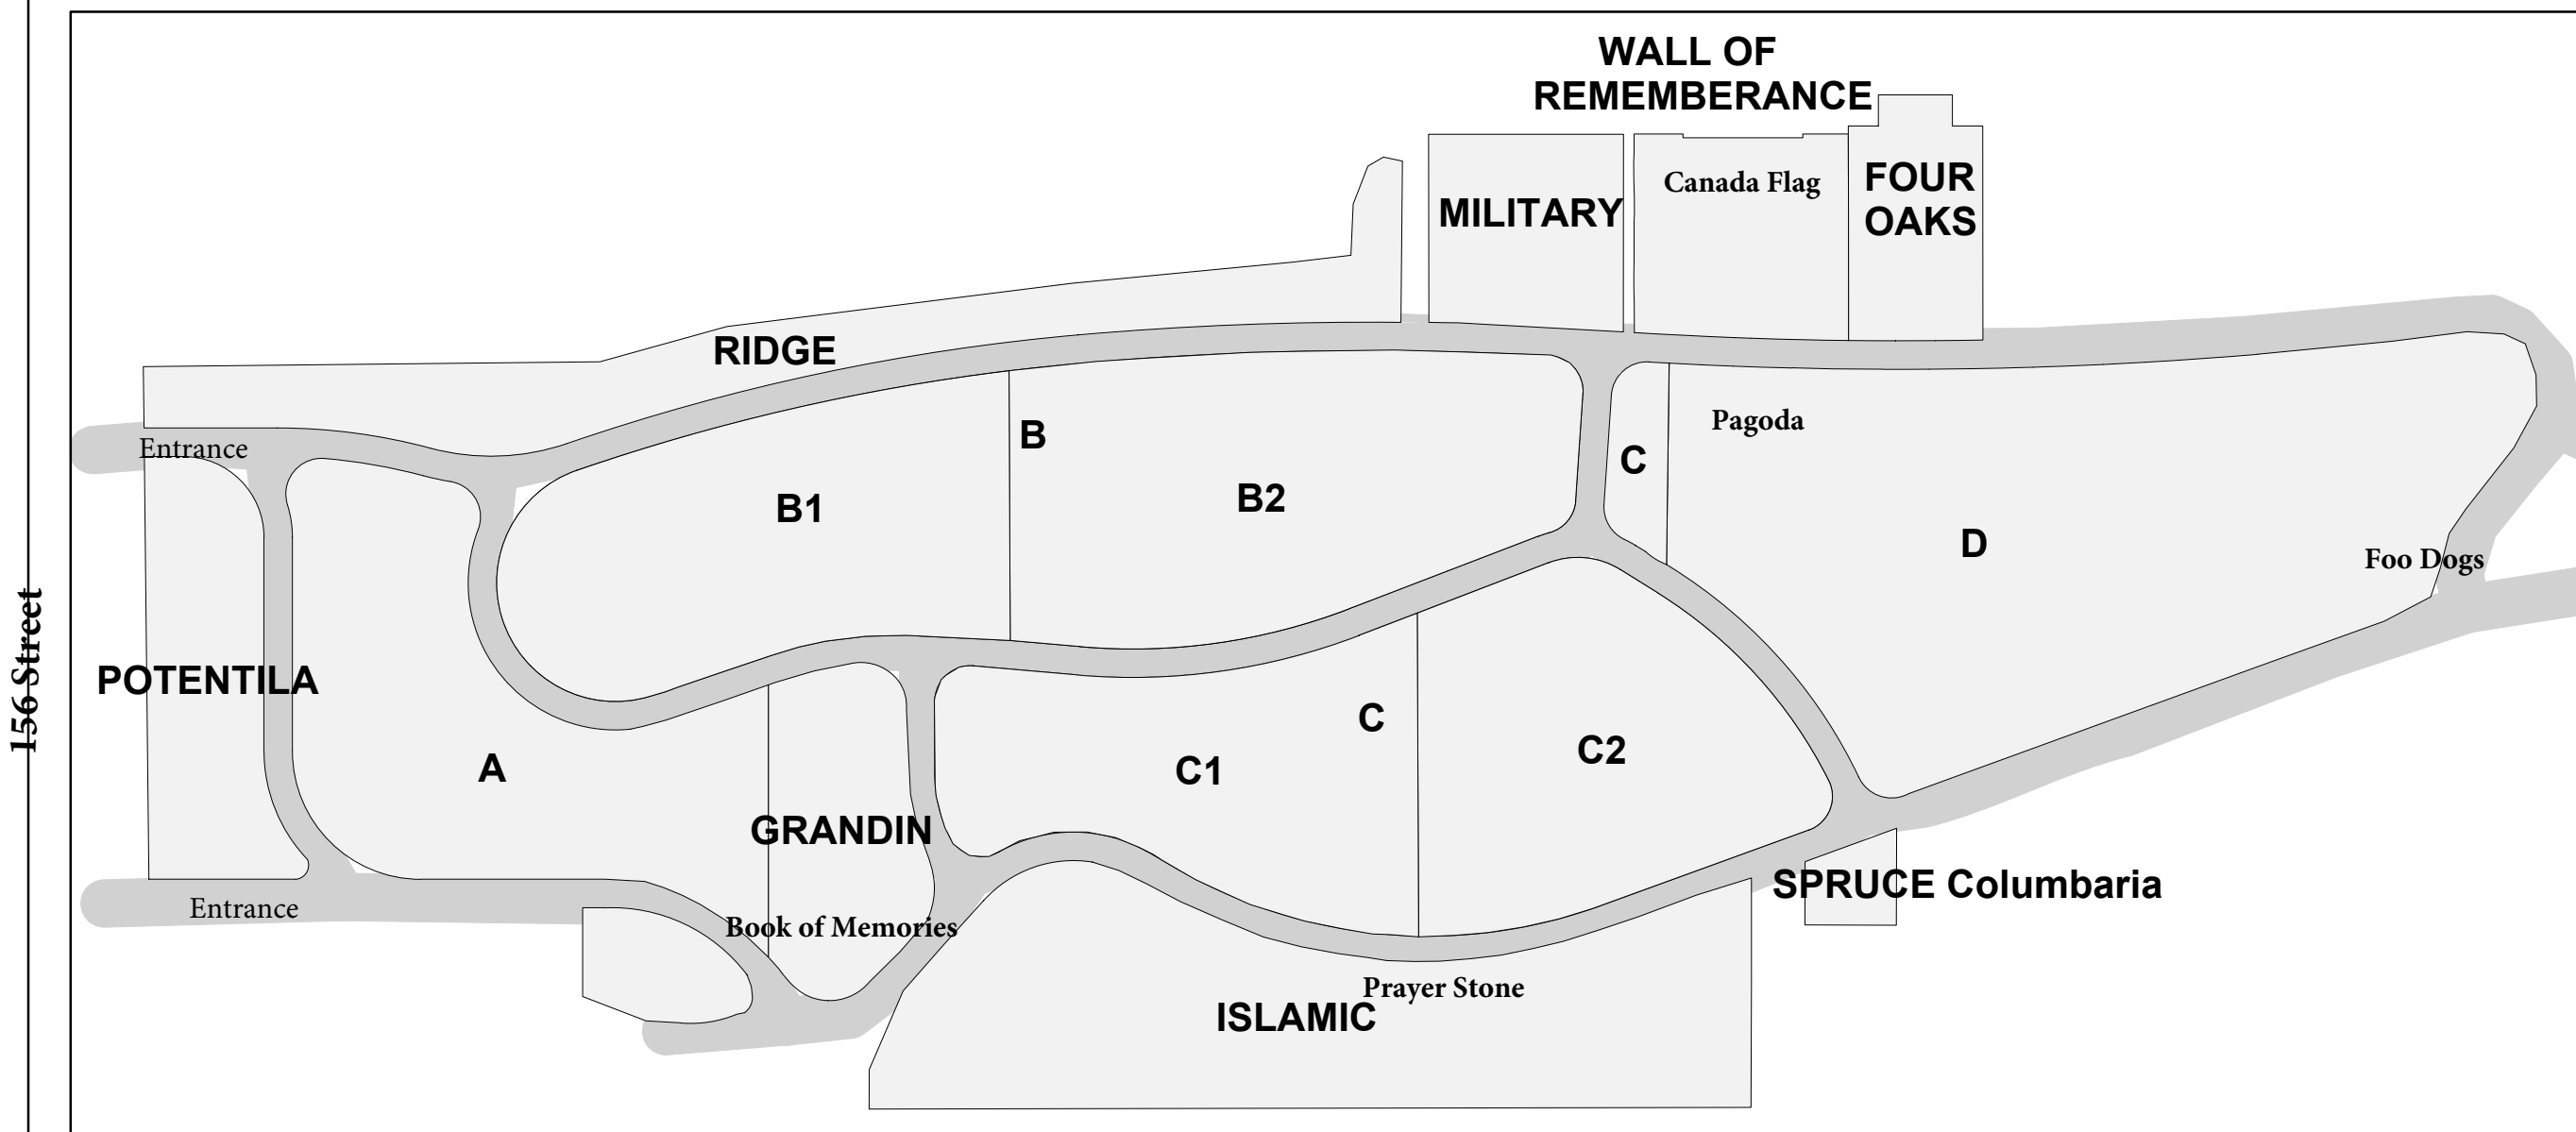 WALL OF
REMEMBERANCE
Canada Flag
FOUR
OAKS
MILITARY
RIDGE
Entrance
B
Pagoda
C
B1
B2
D
Foo Dogs
156 Street
POTENTILA
A
C
C1
C2
GRANDIN
SPRUCE Columbaria
Entrance
Book of Memories
Prayer Stone
ISLAMIC